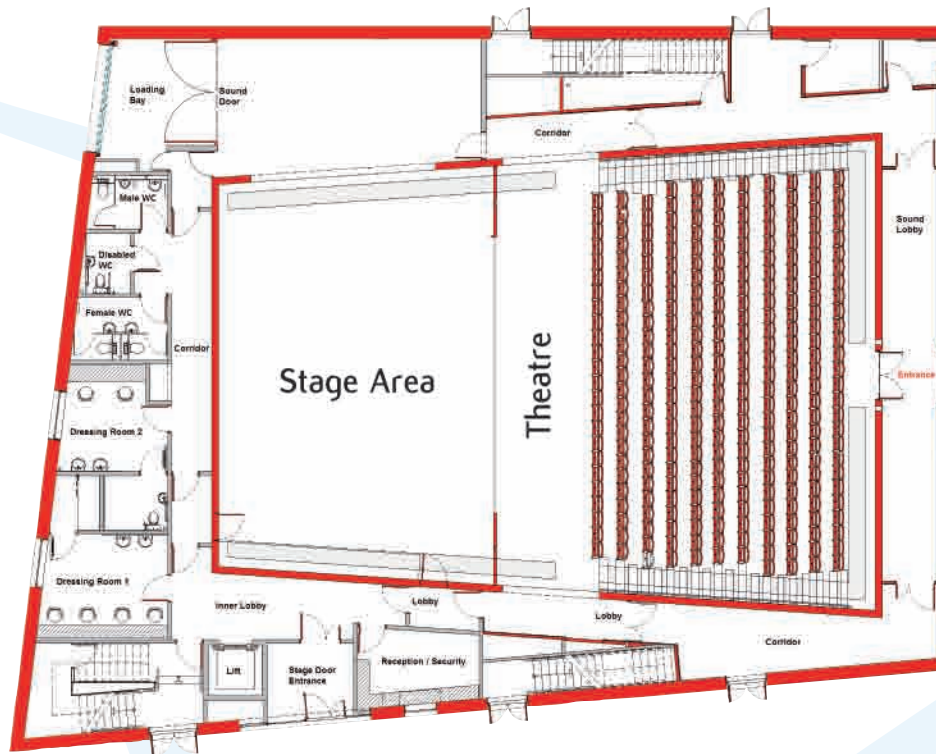 Loading
Bay
Sound
Door
Corridor
Male WC
Sound
Lobby
Disabled
WC
Female WC
Corridor
Stage Area
Theatre
Entrance
Dressing Room 2
Dressing Room 1
Inner Lobby
Lobby
Lobby
Corridor
Lift
Stage Door
Entrance
Reception / Security